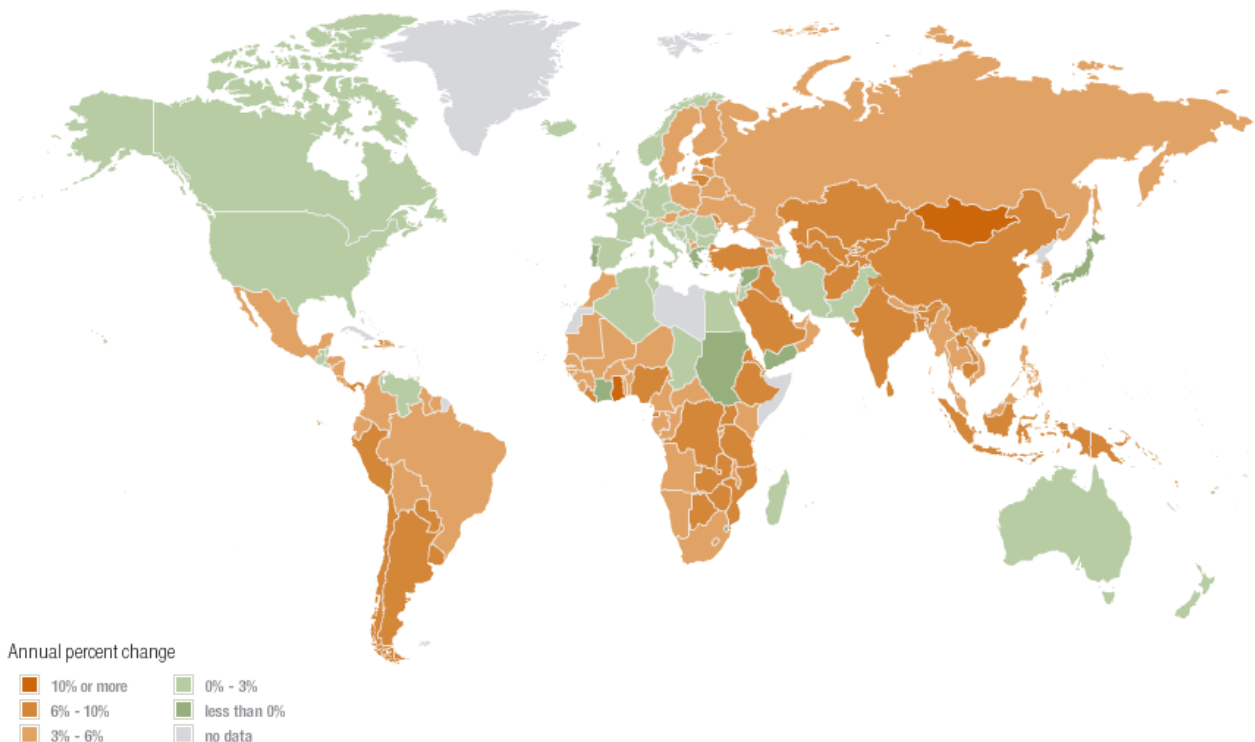 Annual percent change
10% or more
6% - 10%
3% - 6%
0% - 3%
less than 0%
no data